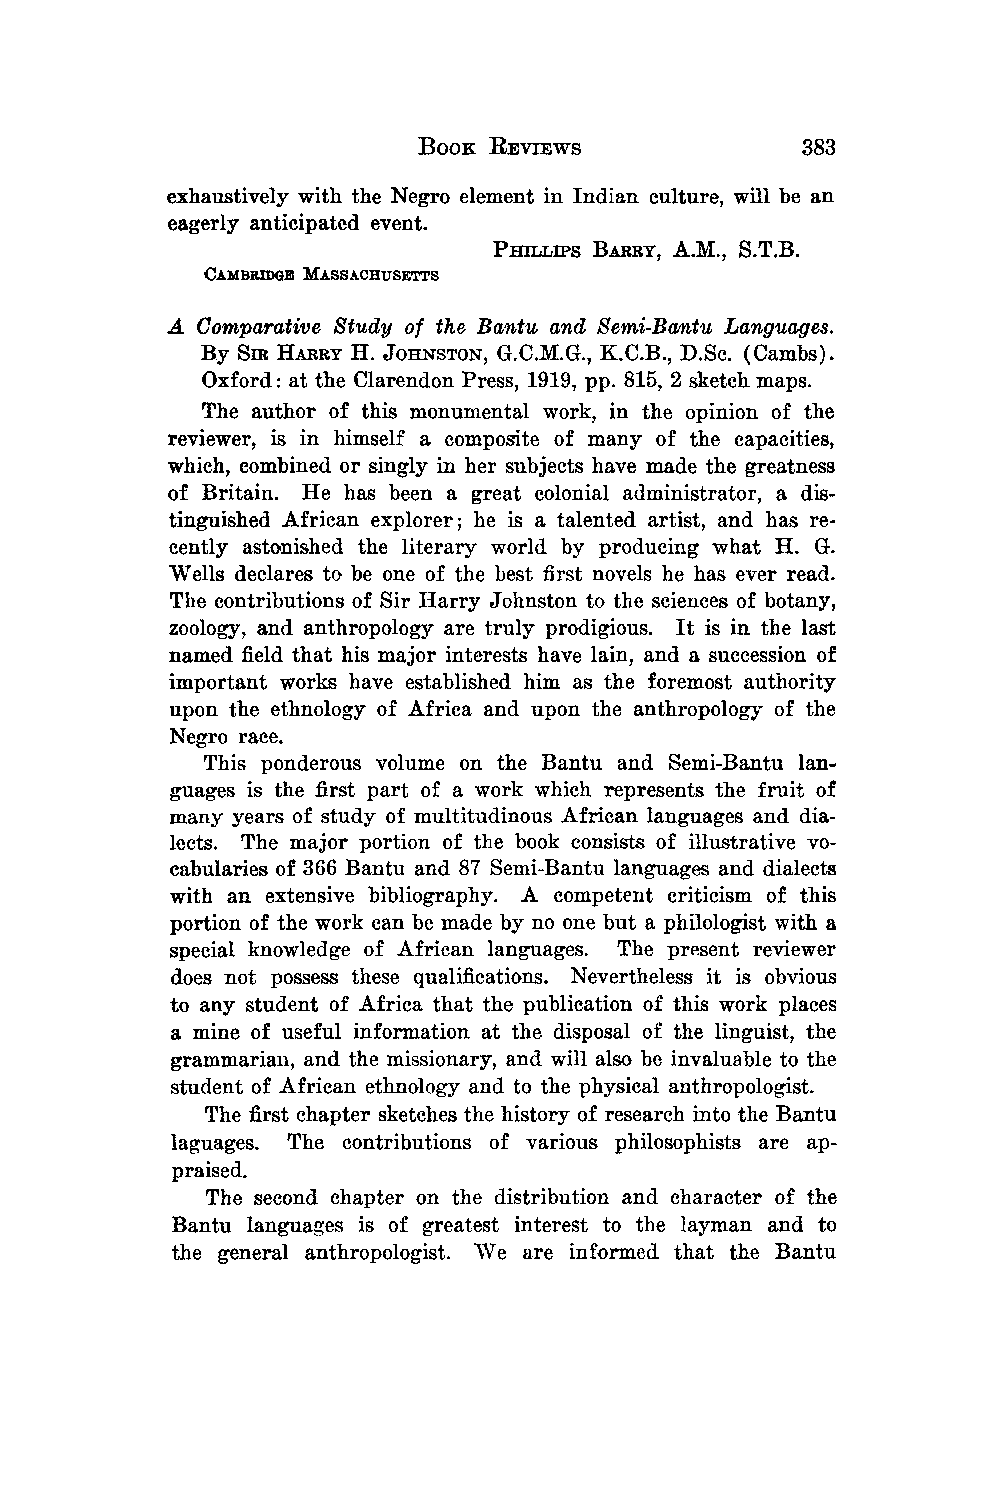 BOOK REVIEWS 383
exhaustively with the Negro element in Indian culture, will be an
eagerly anticipated event.
PHILLIPS BARRY, A.M., S.T.B.
CAMBRIDGE MASSACHUSETTS
A Comparative Study of the Bantu and Semi-Bantu Languages.
By SIR HARRY H. JOHNSTON, G.C.M.G., K.C.B., D.Sc. (Cambs).
Oxford: at the Clarendon Press, 1919, pp. 815, 2 sketch maps.
The author of this monumental work, in the opinion of the
reviewer, is in himself a composite of many of the capacities,
which, combined or singly in her subjects have made the greatness
of Britain. He has been a great colonial administrator, a dis-
tinguished African explorer; he is a talented artist, and has re-
cently astonished the literary world by producing what H. G.
Wells declares to be one of the best first novels he has ever read.
The contributions of Sir Harry Johnston to the sciences of botany,
zoology, and anthropology are truly prodigious. It is in the last
named field that his major interests have lain, and a succession of
important works have established him as the foremost authority
upon the ethnology of Africa and upon the anthropology of the
Negro race.
This ponderous volume on the Bantu and Semi-Bantu lan-
guages is the first part of a work which represents the fruit of
many years of study of multitudinous African languages and dia-
lects. The major portion of the book consists of illustrative vo-
cabularies of 366 Bantu and 87 Semi-Bantu languages and dialects
with an extensive bibliography. A competent criticism of this
portion of the work can be made by no one but a philologist with a
special knowledge of African languages. The present reviewer
does not possess these qualifications. Nevertheless it is obvious
to any student of Africa that the publication of this work places
a mine of useful information at the disposal of the linguist, the
grammarian, and the missionary, and will also be invaluable to the
student of African ethnology and to the physical anthropologist.
The first chapter sketches the history of research into the Bantu
laguages. The contributions of various philosophists are ap-
praised.
The second chapter on the distribution and character of the
Bantu languages is of greatest interest to the layman and to
the general anthropologist. We are informed that the Bantu